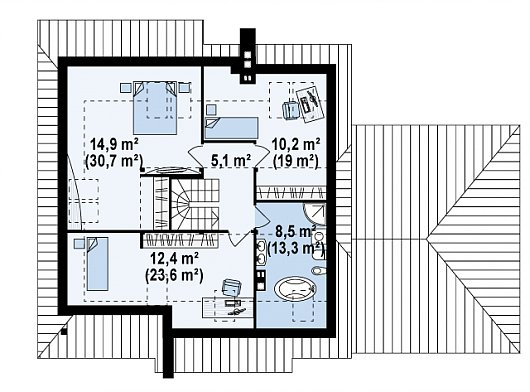 14,9 m²
(30,7 m²)
10,2 m²
(19 m²)
5,1 m²
8,5 m²
(13,3 m²)
12,4 m²
(23,6 m²)